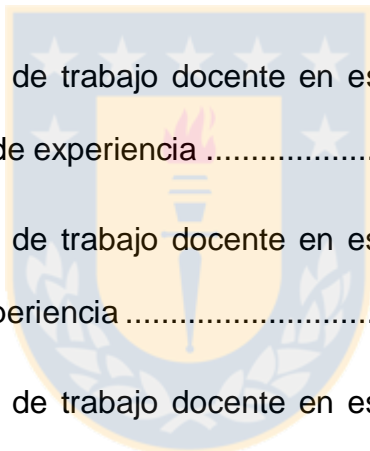 de trabajo docente en es
de experiencia ..................
de trabajo docente en es
periencia ...............................
de trabajo docente en es